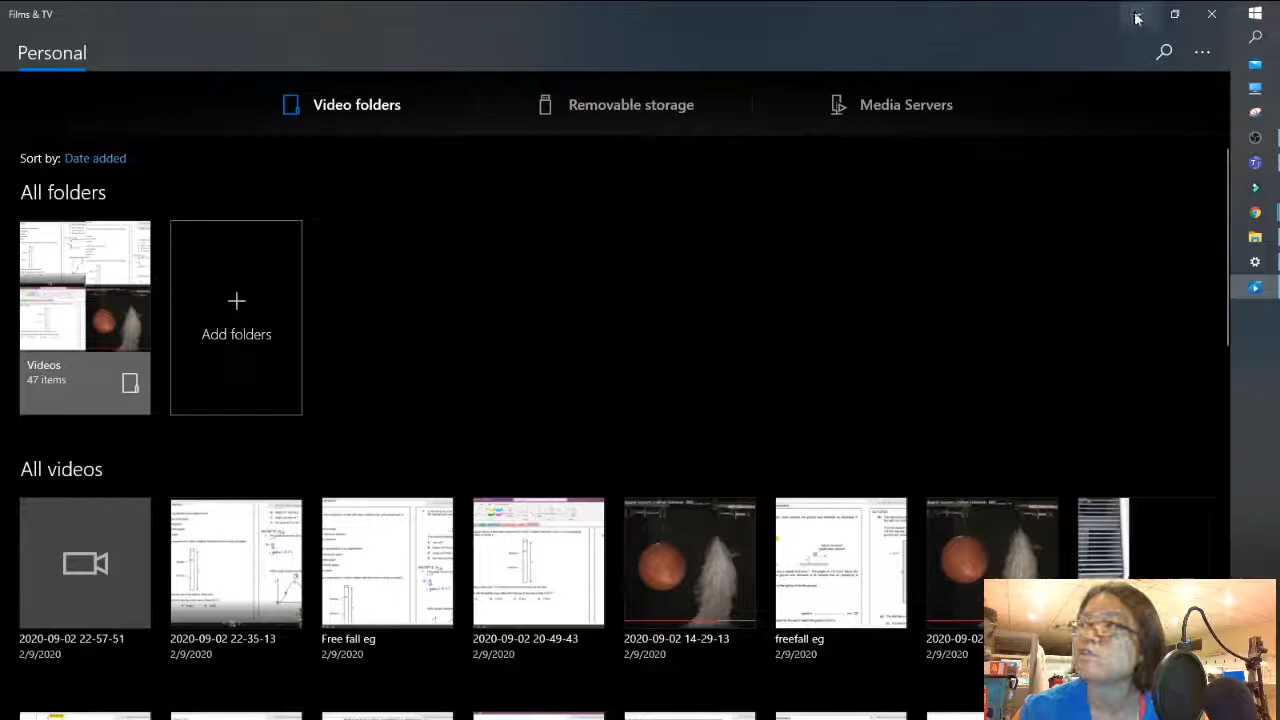 Films & TV
Personal
Video folders
Removable storage
Media Servers
Sort by: Date added
All folders
Videos
47 items
Add folders
All videos
2020-09-02 22-57-51
2/9/2020
2020-09-02 22-35-13
2/9/2020
Free fall eg
2/9/2020
2020-09-02 20-49-43
2/9/2020
2020-09-02 14-29-13
2/9/2020
freefall eg
2/9/2020
2020-09-02
2/9/2020